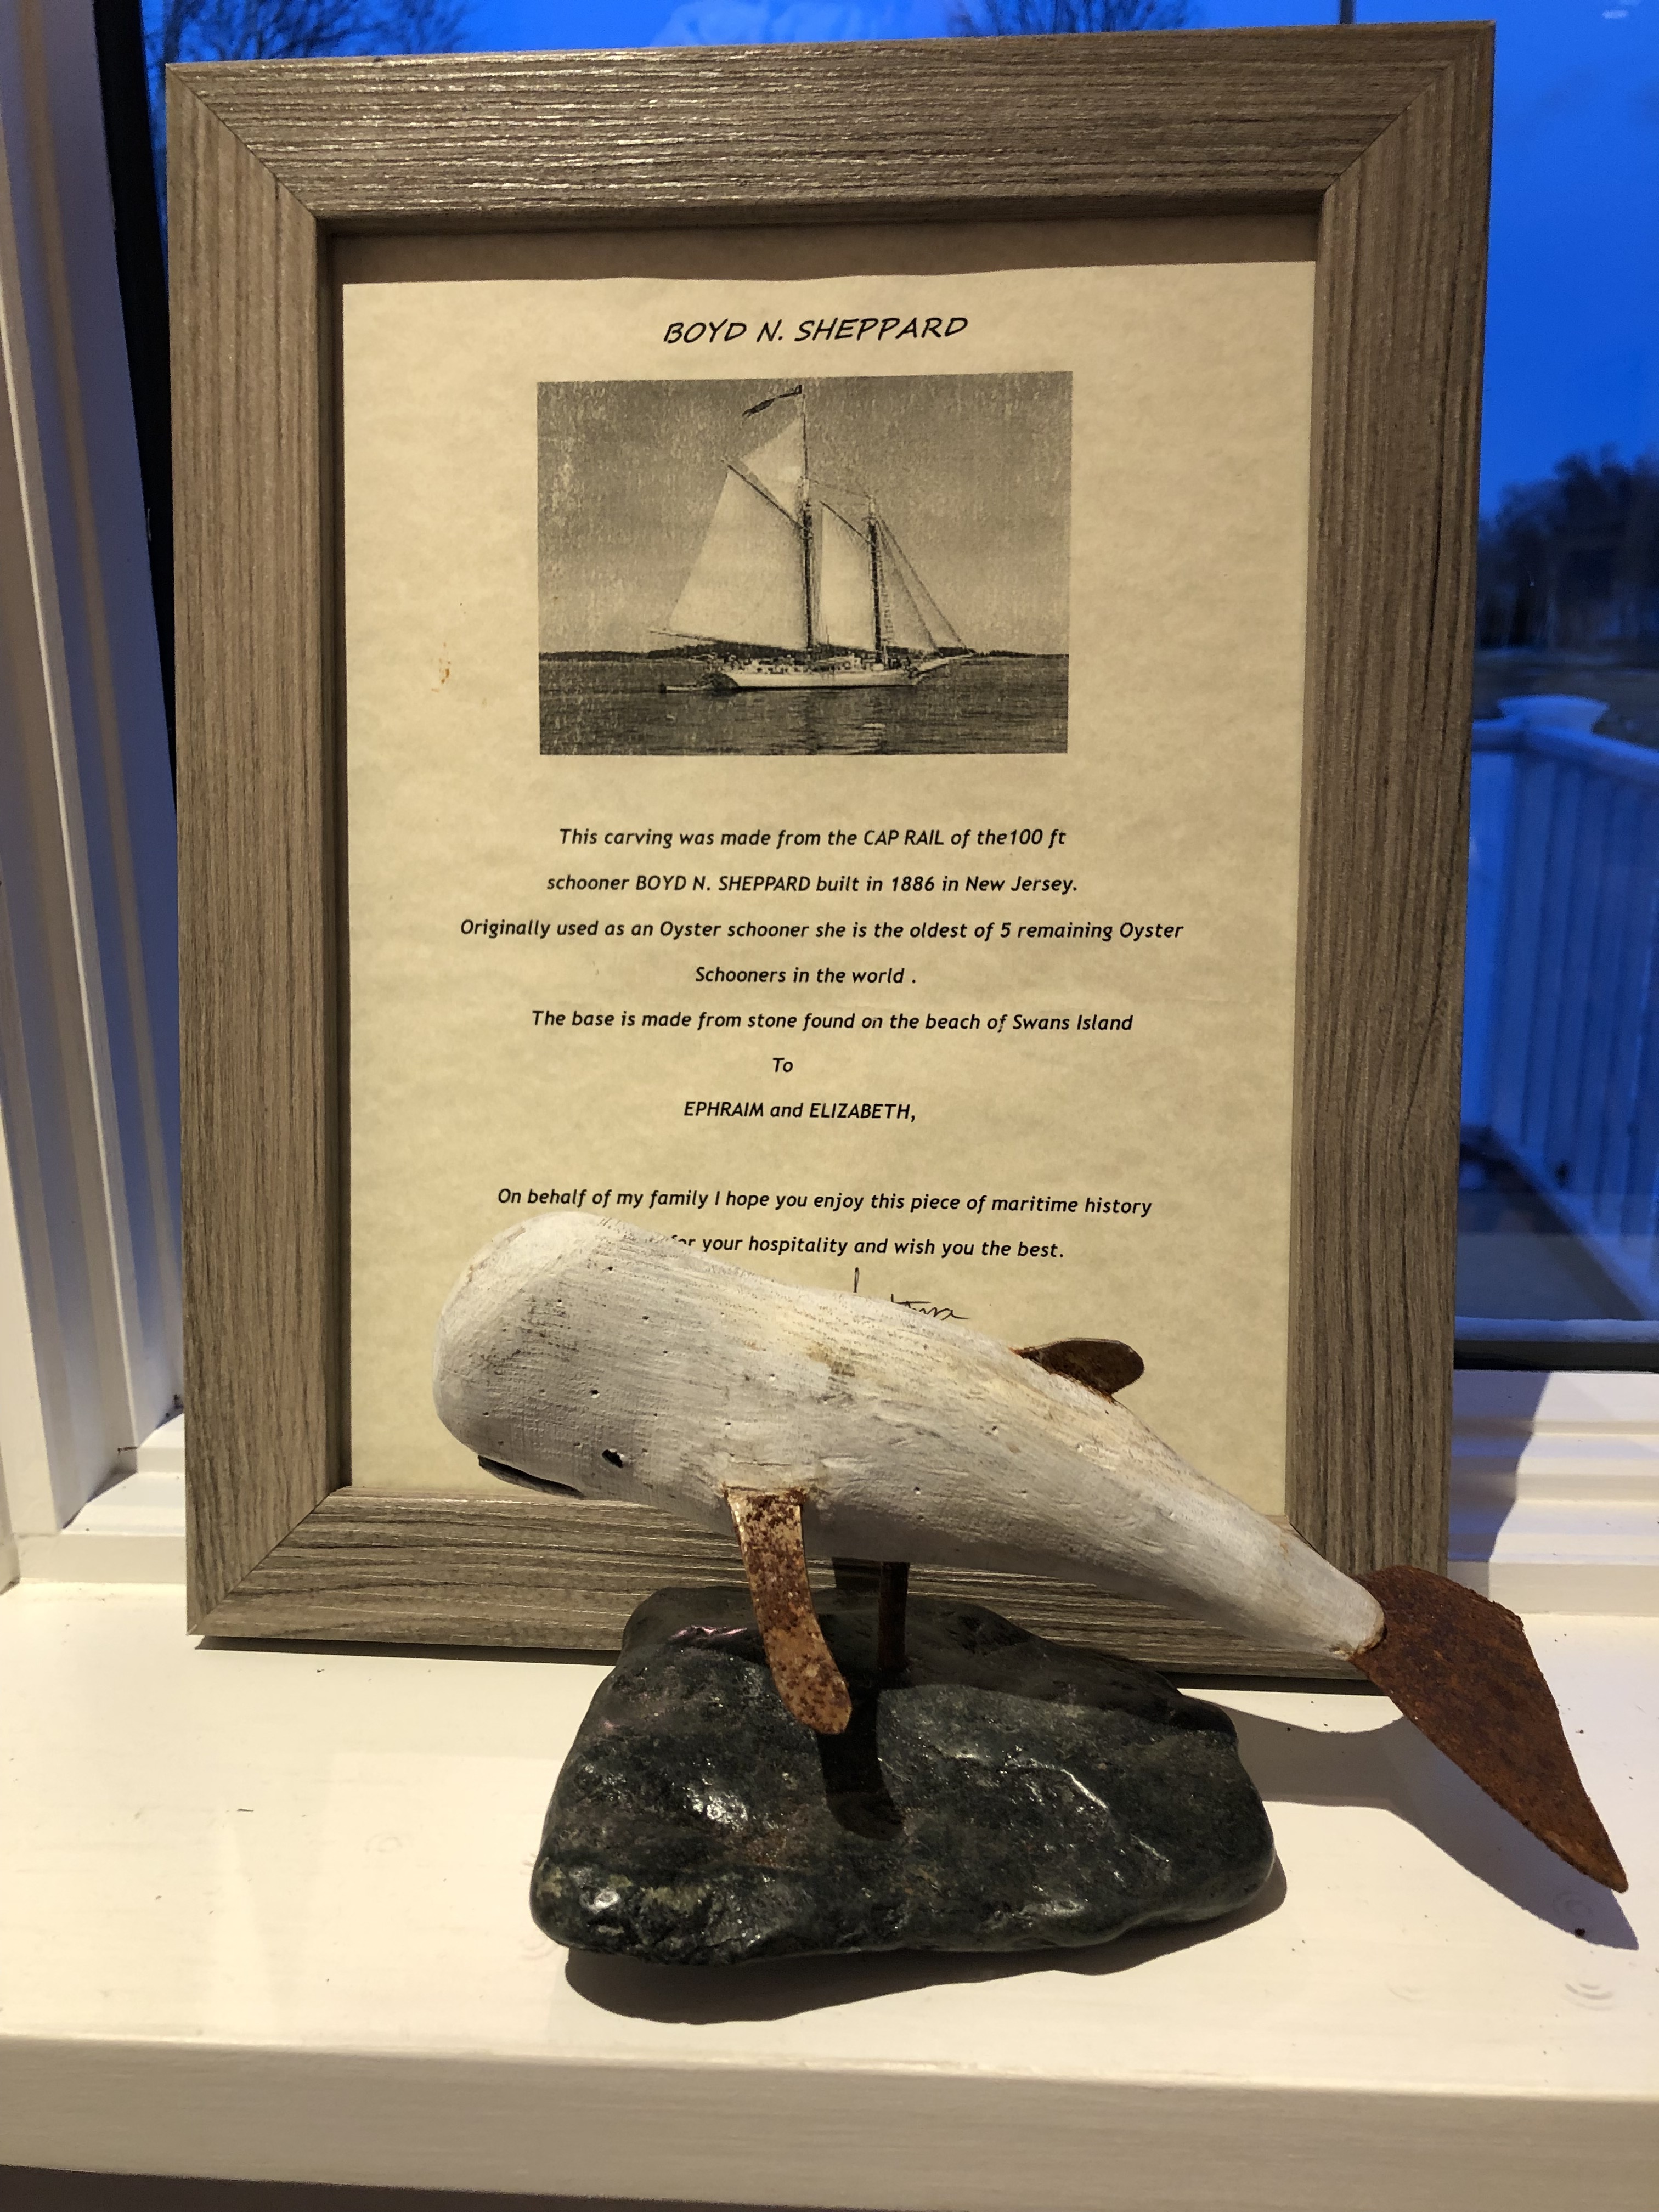 BOYD N. SHEPPARD
This carving was made from the CAP RAIL of the100 ft
schooner BOYD N. SHEPPARD built in 1886 in New Jersey.
Originally used as an Oyster schooner she is the oldest of 5 remaining Oyster
Schooners in the world .
The base is made from stone found on the beach of Swans Island
To
EPHRAIM and ELIZABETH,
On behalf of my family I hope you enjoy this piece of maritime history
for your hospitality and wish you the best.